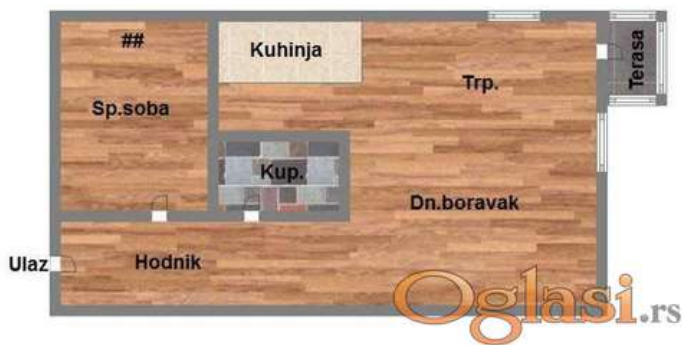 ##
Kuhinja
Terasa
Trp.
Sp.soba
Kup.
Dn.boravak
Ulaz
Hodnik
Oglasi.rs